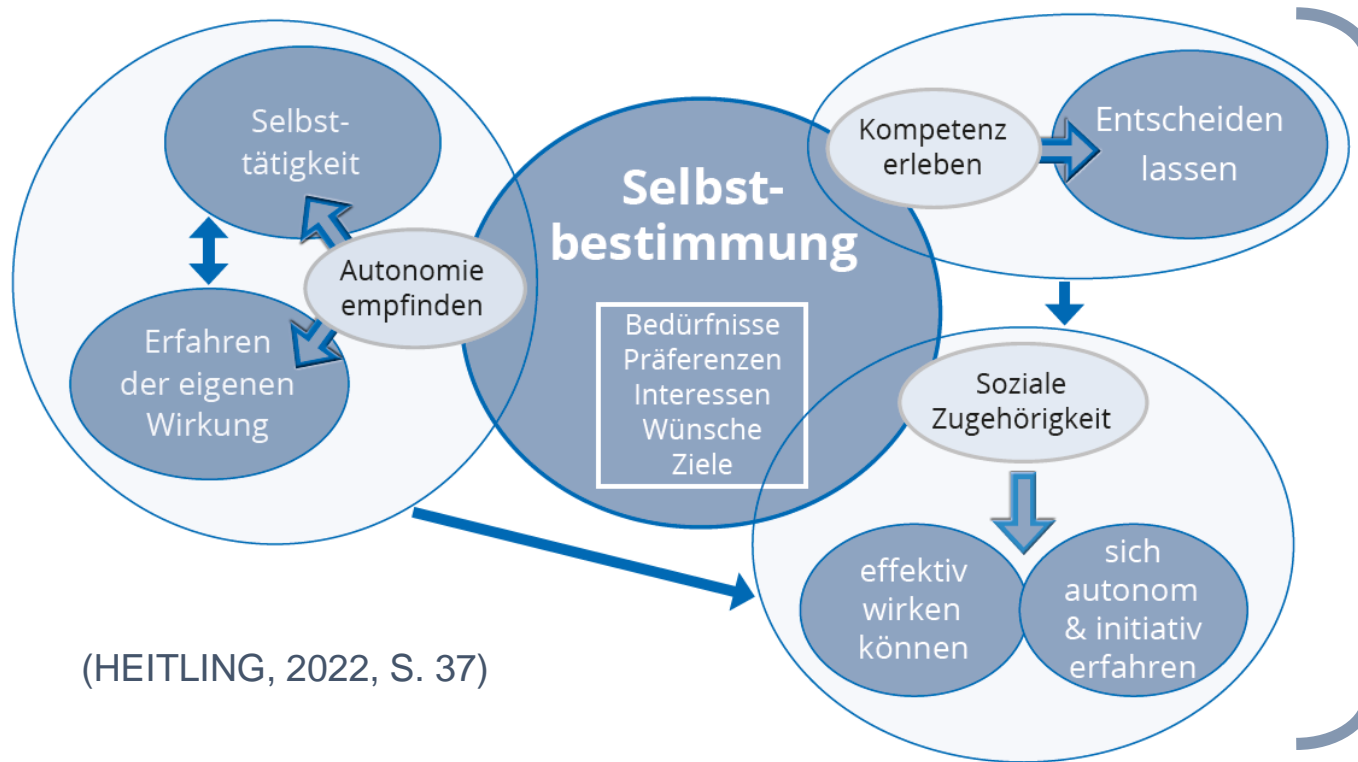 Selbst-
tätigkeit
Autonomie
empfinden
Erfahren
der eigenen
Wirkung
Selbst-
bestimmung
Bedürfnisse
Präferenzen
Interessen
Wünsche
Ziele
Kompetenz
erleben
Entscheiden
lassen
Soziale
Zugehörigkeit
effektiv
wirken
können
sich
autonom
& initiativ
erfahren
(HEITLING, 2022, S. 37)